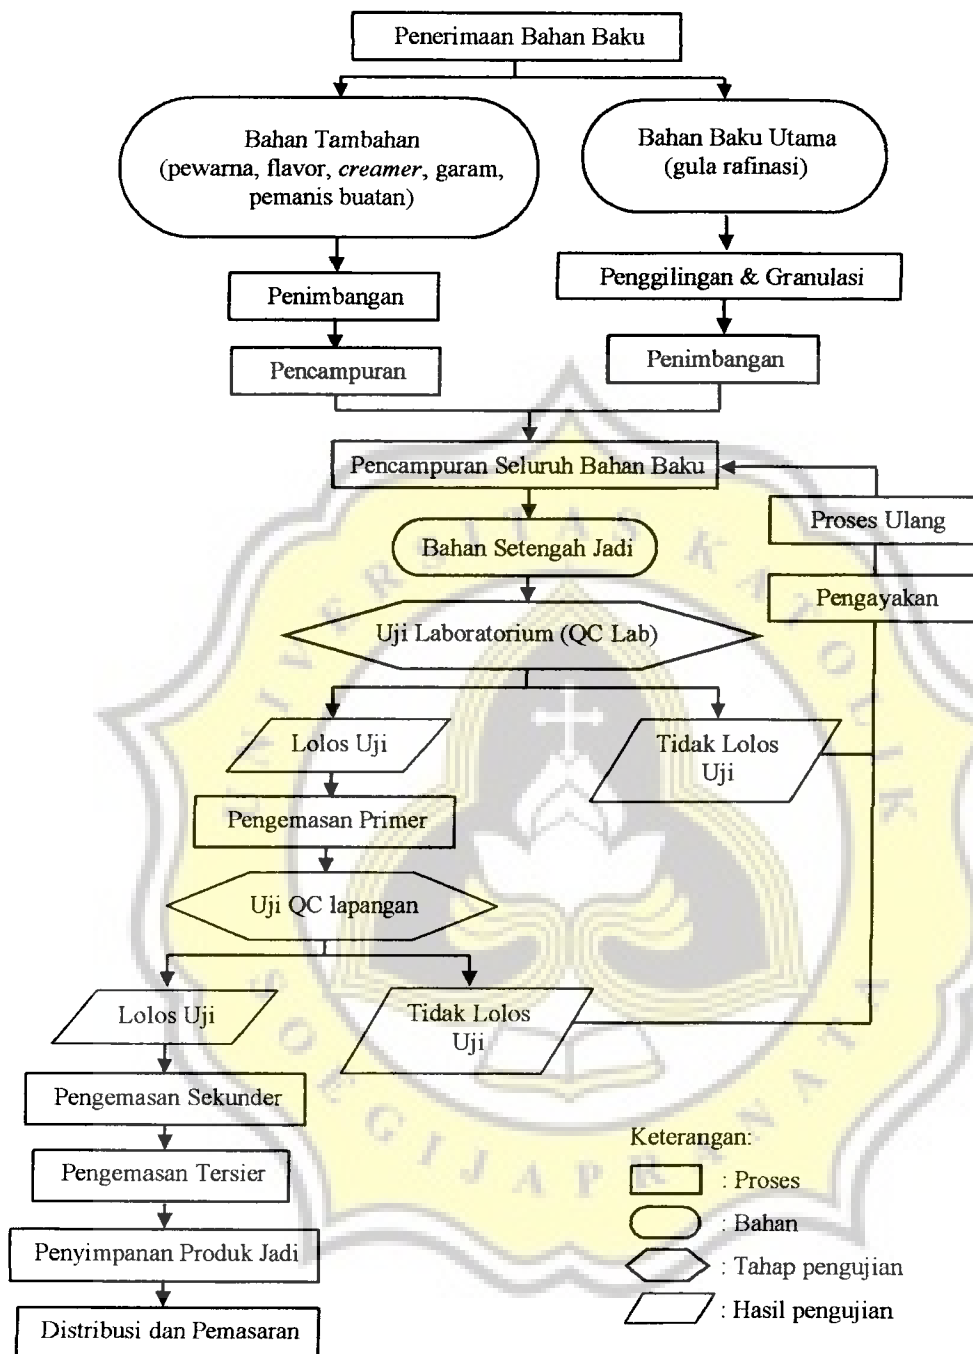 Penerimaan Bahan Baku
Bahan Tambahan
(pewarna, flavor, creamer, garam,
pemanis buatan)
Bahan Baku Utama
(gula rafinasi)
Penimbangan
Penggilingan & Granulasi
Pencampuran
Penimbangan
Pencampuran Seluruh Bahan Baku
Proses Ulang
Bahan Setengah Jadi
Pengayakan
Uji Laboratorium (QC Lab)
Lolos Uji
Tidak Lolos
Uji
Pengemasan Primer
Uji QC lapangan
Lolos Uji
Tidak Lolos
Uji
Pengemasan Sekunder
Pengemasan Tersier
Penyimpanan Produk Jadi
Distribusi dan Pemasaran
Keterangan:
: Proses
: Bahan
: Tahap pengujian
: Hasil pengujian
UNIVERSITAS KATOLIK
SOEGIJAPRANATA